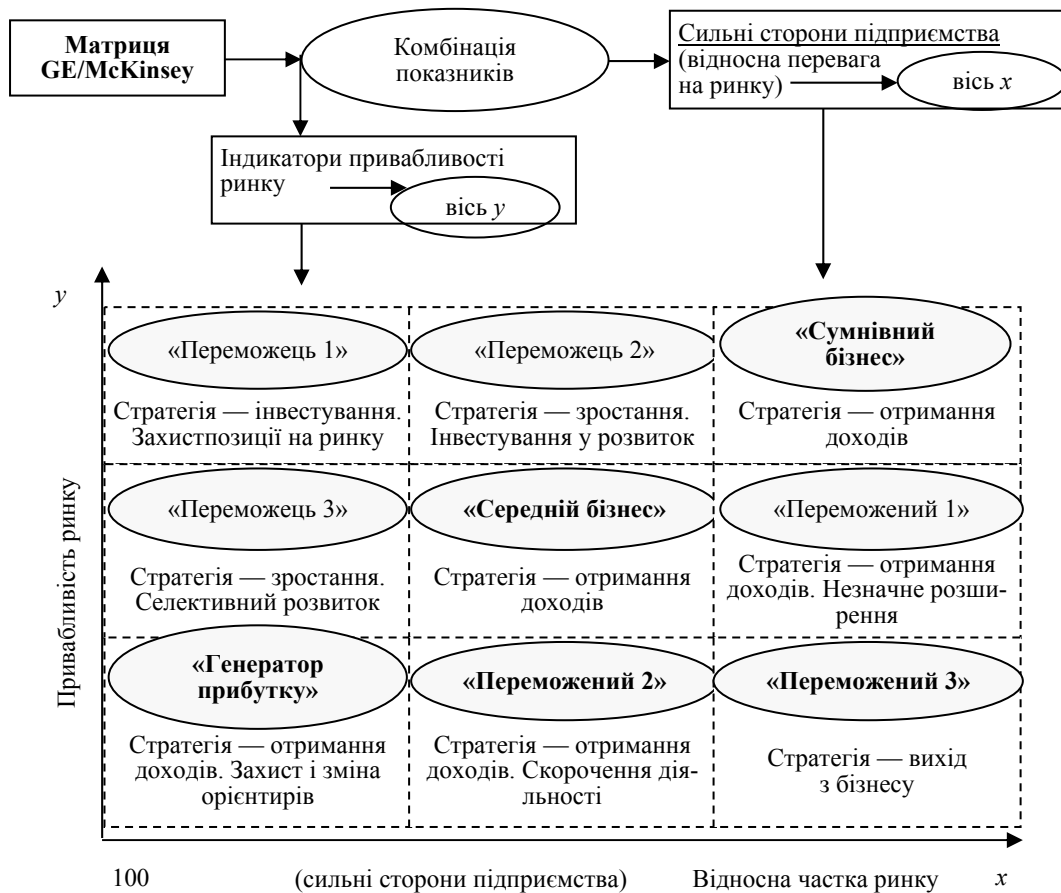 Матриця
GE/McKinsey
Комбінація
показників
Сильні сторони підприємства
(відносна перевага
на ринку)
вісь x
Індикатори привабливості
ринку
вісь y
y
Привабливість ринку
«Переможець 1»
Стратегія — інвестування.
Захистпозиції на ринку
«Переможець 2»
Стратегія — зростання.
Інвестування у розвиток
«Сумнівний
бізнес»
Стратегія — отримання
доходів
«Переможець 3»
Стратегія — зростання.
Селективний розвиток
«Середній бізнес»
Стратегія — отримання
доходів
«Переможений 1»
Стратегія — отримання
доходів. Незначне розши-
рення
«Генератор
прибутку»
Стратегія — отримання
доходів. Захист і зміна
орієнтирів
«Переможений 2»
Стратегія — отримання
доходів. Скорочення дія-
льності
«Переможений 3»
Стратегія — вихід
з бізнесу
100 (сильні сторони підприємства) Відносна частка ринку x